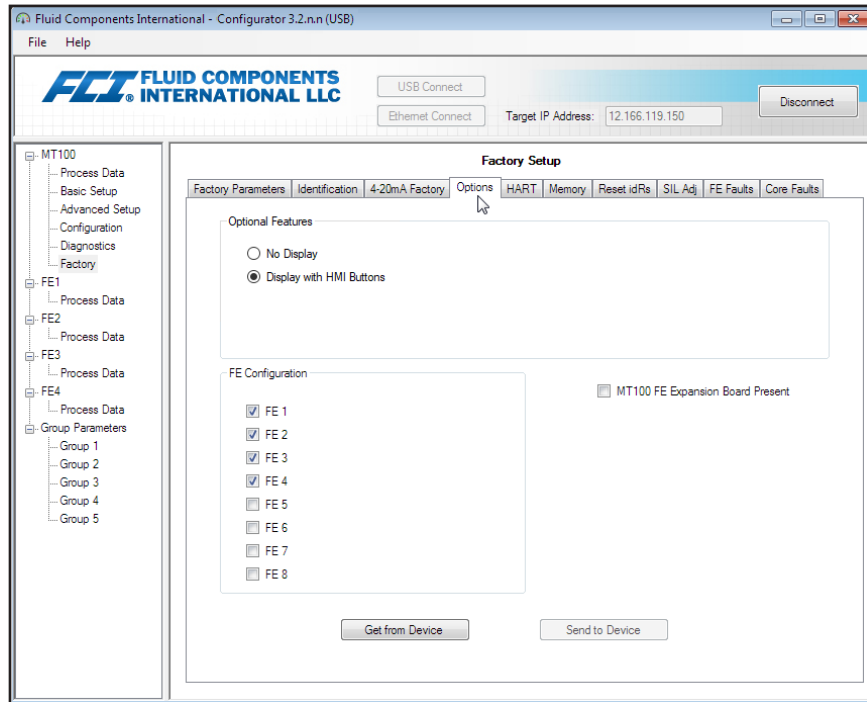 Fluid Components International - Configurator 3.2.n.n (USB)
File Help
FCI® FLUID COMPONENTS
INTERNATIONAL LLC
USB Connect
Ethernet Connect
Target IP Address: 12.166.119.150
Disconnect
MT100
Process Data
Basic Setup
Advanced Setup
Configuration
Diagnostics
Factory
FE1
Process Data
FE2
Process Data
FE3
Process Data
FE4
Process Data
Group Parameters
Group 1
Group 2
Group 3
Group 4
Group 5
Factory Setup
Factory Parameters Identification 4-20mA Factory Options HART Memory Reset idRs SIL Adj FE Faults Core Faults
Optional Features
No Display
Display with HMI Buttons
FE Configuration
FE 1
FE 2
FE 3
FE 4
FE 5
FE 6
FE 7
FE 8
MT100 FE Expansion Board Present
Get from Device Send to Device